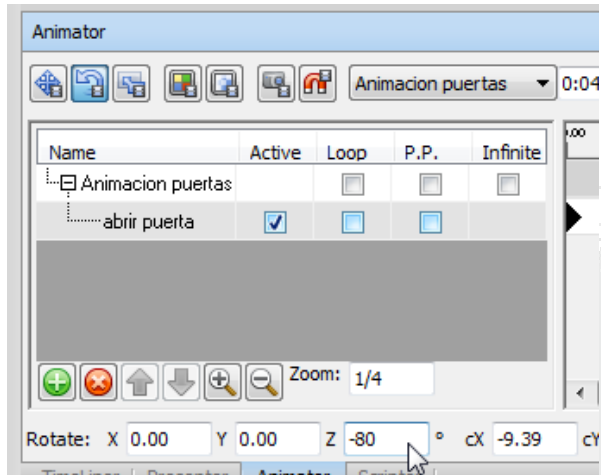 Animator
Animacion puertas 0:04
Name Active Loop P.P. Infinite
Animacion puertas
abrir puerta
Zoom: 1/4
Rotate: X 0.00 Y 0.00 Z -80 ° cX -9.39 cY
Animator